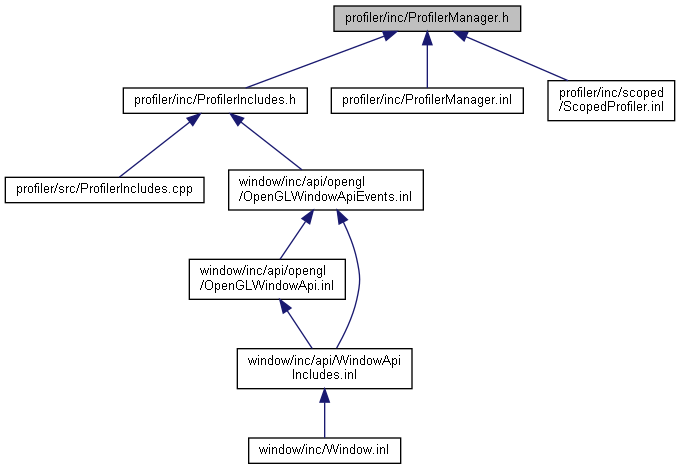 profiler/inc/ProfilerManager.h
profiler/inc/ProfilerIncludes.h
profiler/inc/ProfilerManager.inl
profiler/inc/scoped
/ScopedProfiler.inl
profiler/src/ProfilerIncludes.cpp
window/inc/api/opengl
/OpenGLWindowApiEvents.inl
window/inc/api/opengl
/OpenGLWindowApi.inl
window/inc/api/WindowApi
Includes.inl
window/inc/Window.inl